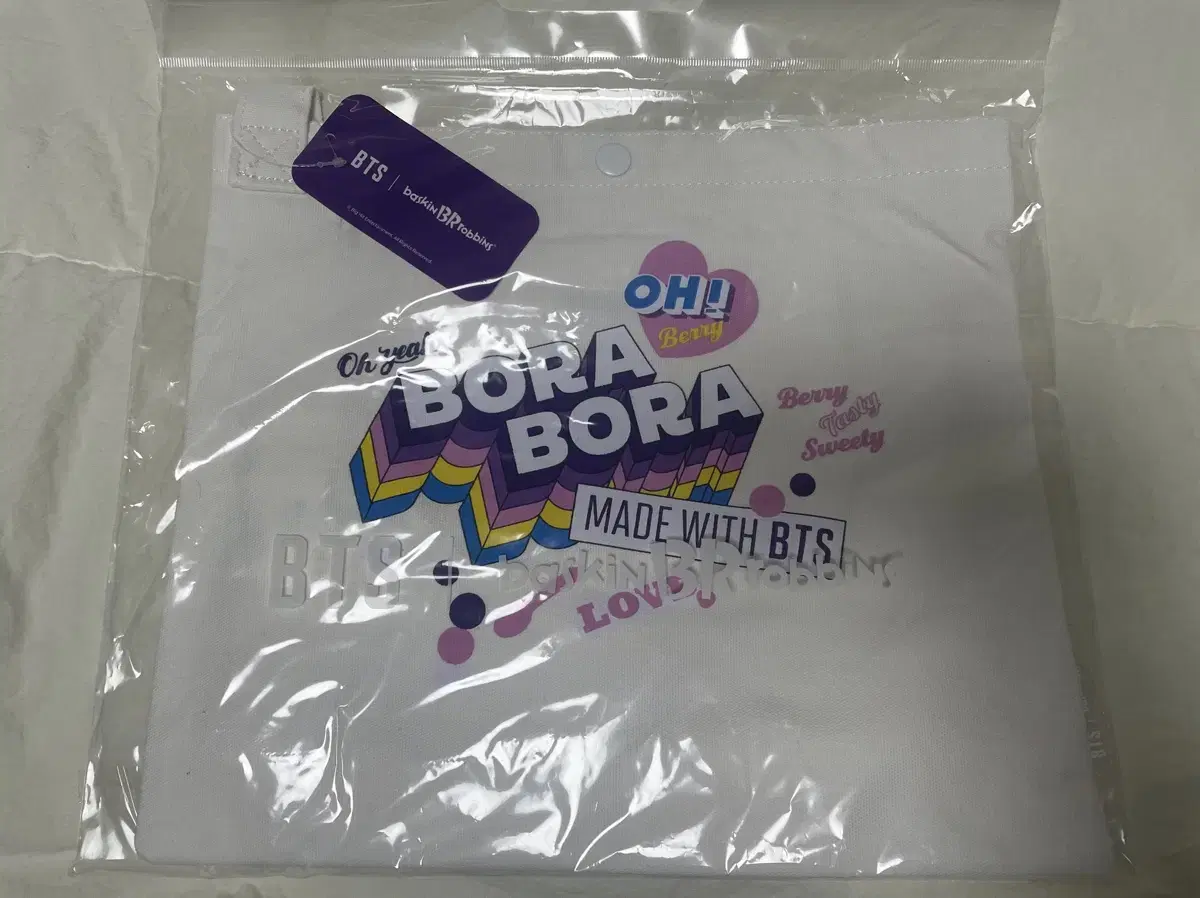 BTS | baskin BR robbins
OH!
Berry
Oh yeah
BORA
BORA
Berry
Tasty
Sweety
MADE WITH BTS
BTS | baskin BR robbins